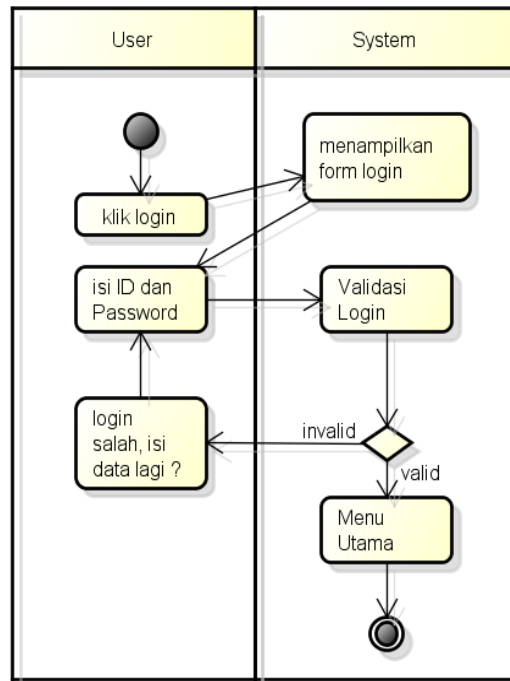 User
System
menampilkan
form login
klik login
isi ID dan
Password
Validasi
Login
login
salah, isi
data lagi ?
invalid
valid
Menu
Utama